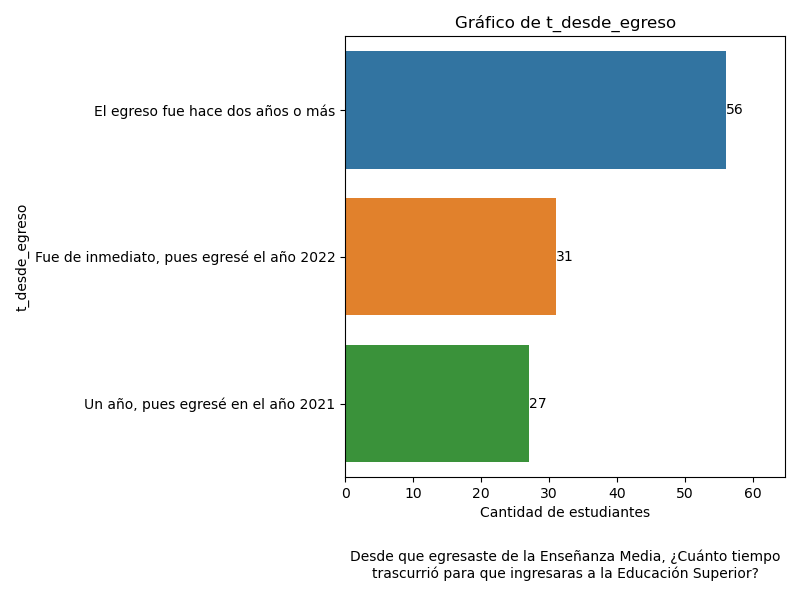 Gráfico de t_desde_egreso
El egreso fue hace dos años o más
56
Fue de inmediato, pues egresé el año 2022
31
Un año, pues egresé en el año 2021
27
t_desde_egreso
0 10 20 30 40 50 60
Cantidad de estudiantes
Desde que egresaste de la Enseñanza Media, ¿Cuánto tiempo
trascurrió para que ingresaras a la Educación Superior?